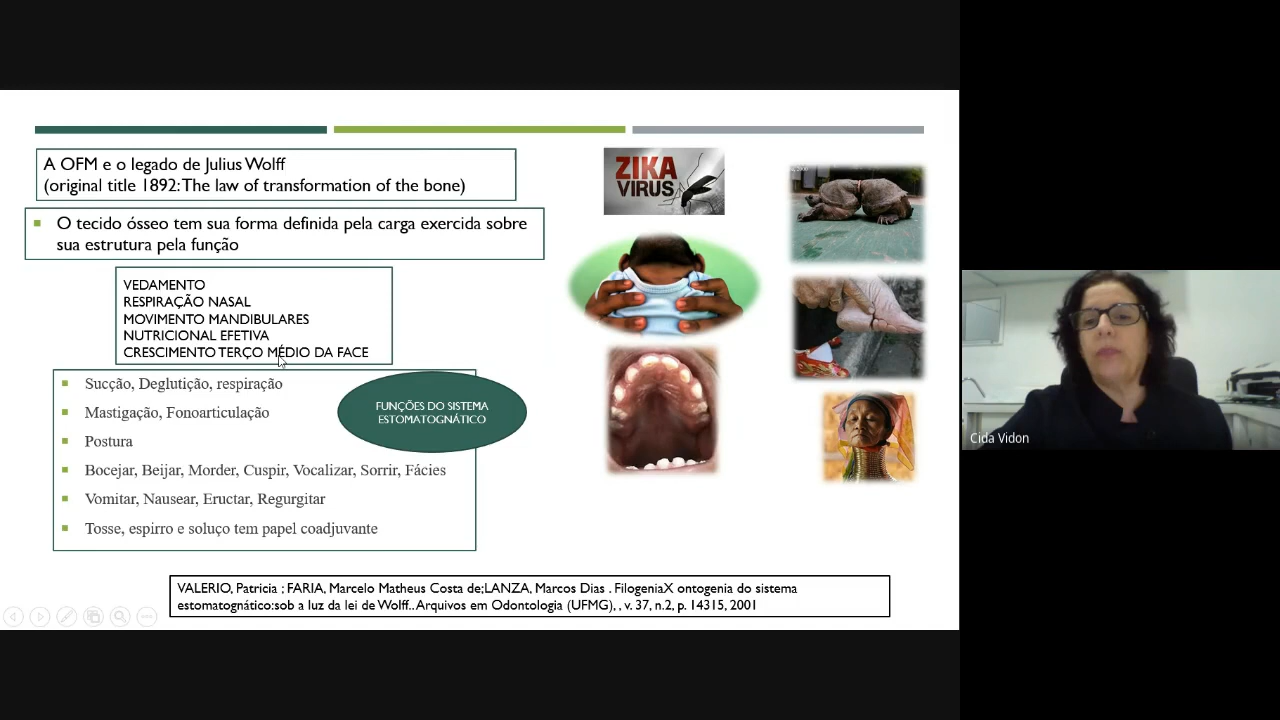 A OFM e o legado de Julius Wolff
(original title 1892:The law of transformation of the bone)
O tecido ósseo tem sua forma definida pela carga exercida sobre
sua estrutura pela função
VEDAMENTO
RESPIRAÇÃO NASAL
MOVIMENTO MANDIBULARES
NUTRICIONAL EFETIVA
CRESCIMENTO TERÇO MÉDIO DA FACE
Sucção, Deglutição, respiração
Mastigação, Fonoarticulação
Postura
Bocejar, Beijar, Morder, Cuspir, Vocalizar, Sorrir, Fácies
Vomitar, Nausear, Eructar, Regurgitar
Tosse, espirro e soluço tem papel coadjuvante
FUNÇÕES DO SISTEMA
ESTOMATOGNÁTICO
ZIKA
VIRUS
VALERIO, Patricia ; FARIA, Marcelo Matheus Costa de;LANZA, Marcos Dias . FilogeniaX ontogenia do sistema
estomatognático:sob a luz da lei de Wolff.. Arquivos em Odontologia (UFMG), , v. 37, n.2, p. 14315, 2001
Cida Vidon